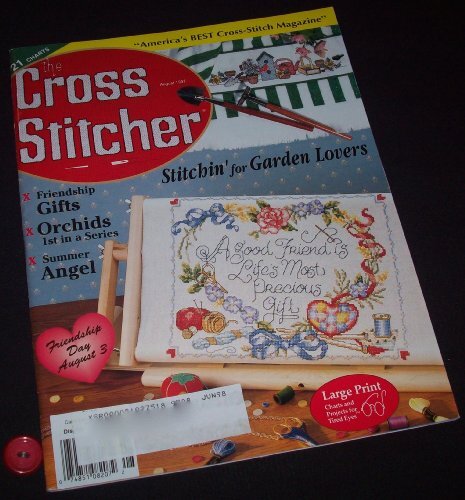 "America's BEST Cross-Stitch Magazine"
21 CHARTS
the
Cross
Stitcher
August
Stitchin' for Garden Lovers
X Friendship
Gifts
X Orchids
1st in a Series
X Summer
Angel
A Good Friend is
Life's Most
Precious
Gift
Friendship
Day
August 3
Large Print
Charts and
Projects for
Tired Eyes
JUN98